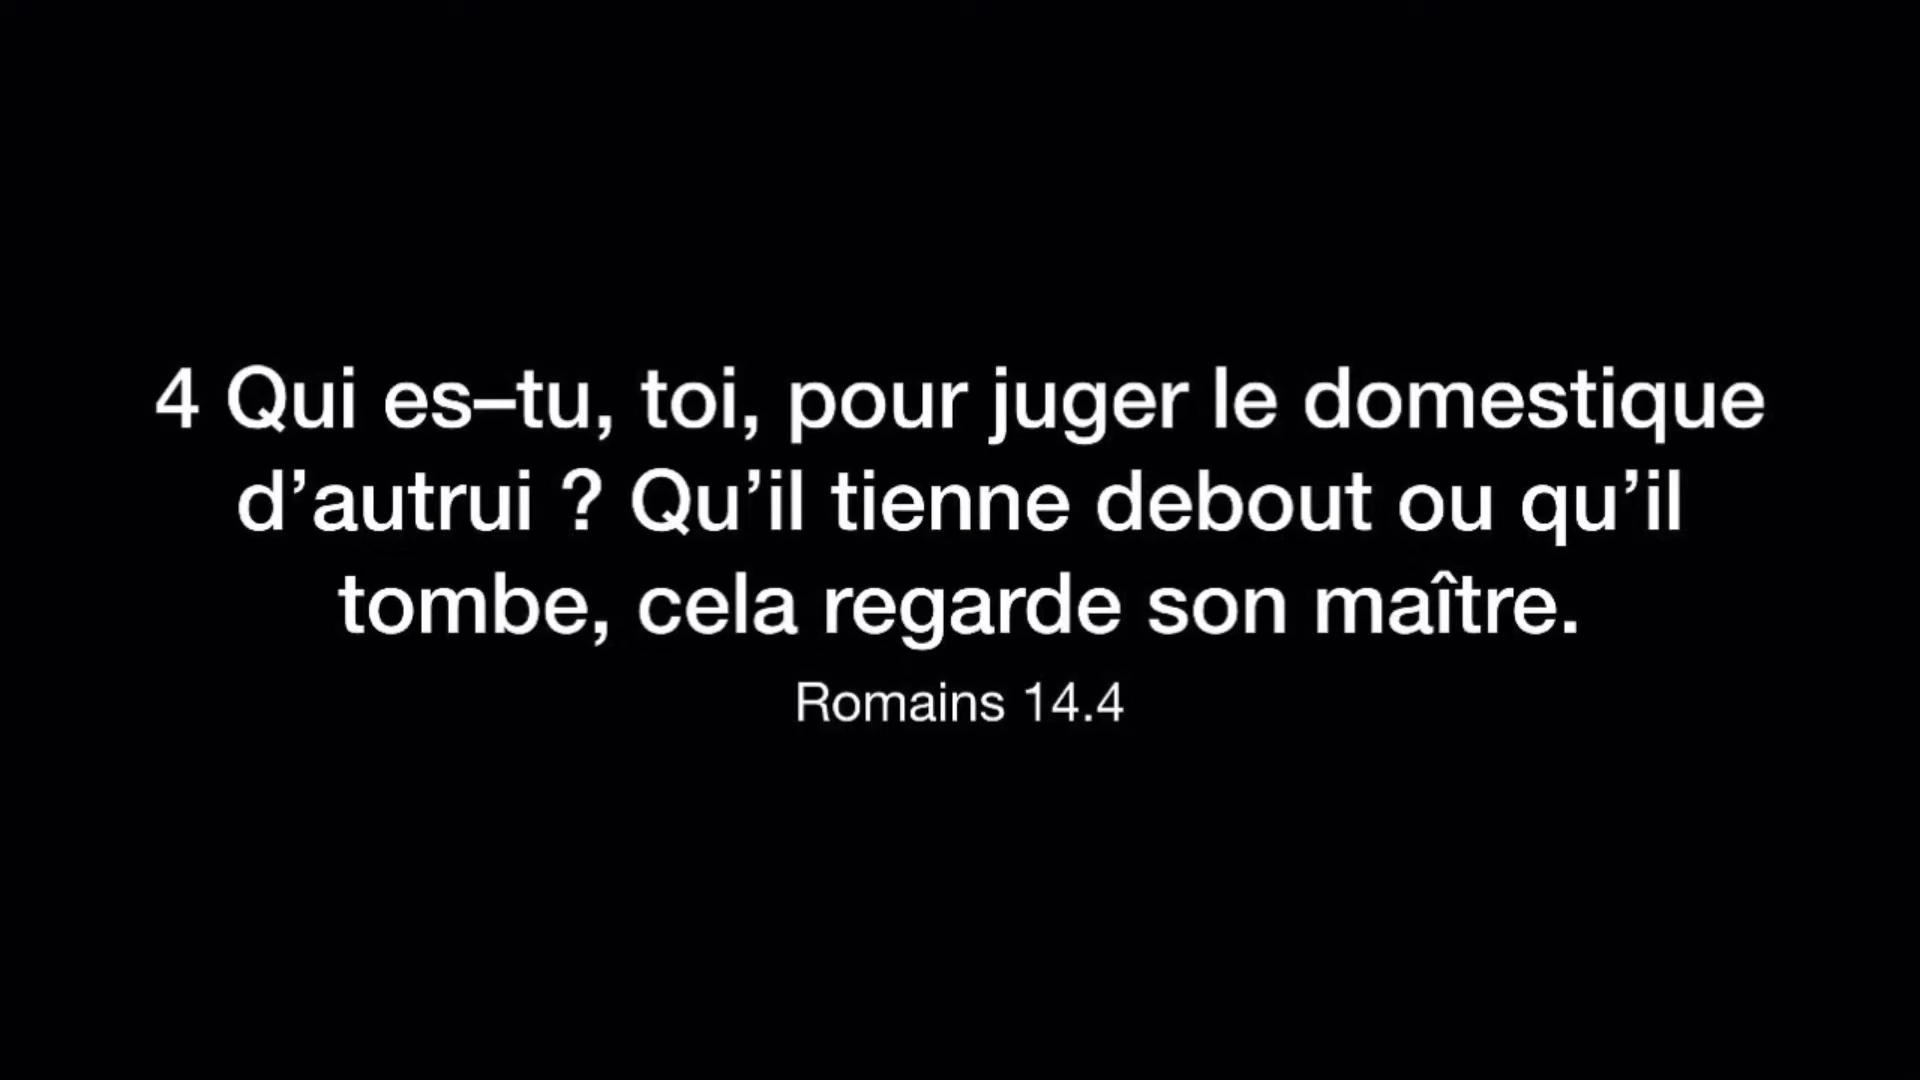 4 Qui es–tu, toi, pour juger le domestique
d’autrui ? Qu’il tienne debout ou qu’il
tombe, cela regarde son maître.
Romains 14.4